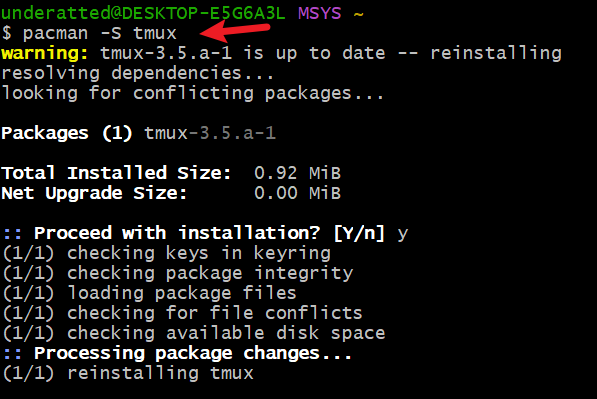 underatted@DESKTOP-E5G6A3L MSYS ~
$ pacman -S tmux
warning: tmux-3.5.a-1 is up to date -- reinstalling
resolving dependencies...
looking for conflicting packages...
Packages (1) tmux-3.5.a-1
Total Installed Size:  0.92 MiB
Net Upgrade Size:      0.00 MiB
:: Proceed with installation? [Y/n] y
(1/1) checking keys in keyring
(1/1) checking package integrity
(1/1) loading package files
(1/1) checking for file conflicts
(1/1) checking available disk space
:: Processing package changes...
(1/1) reinstalling tmux